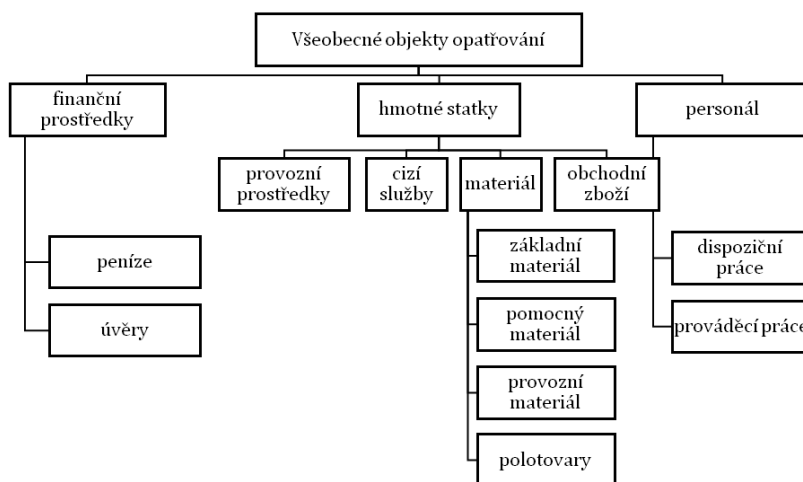 Všeobecné objekty opatřování
finanční
prostředky
hmotné statky
personál
provozní
prostředky
cizí
služby
materiál
obchodní
zboží
peníze
úvěry
základní
materiál
pomocný
materiál
provozní
materiál
polotovary
dispoziční
práce
prováděcí práce